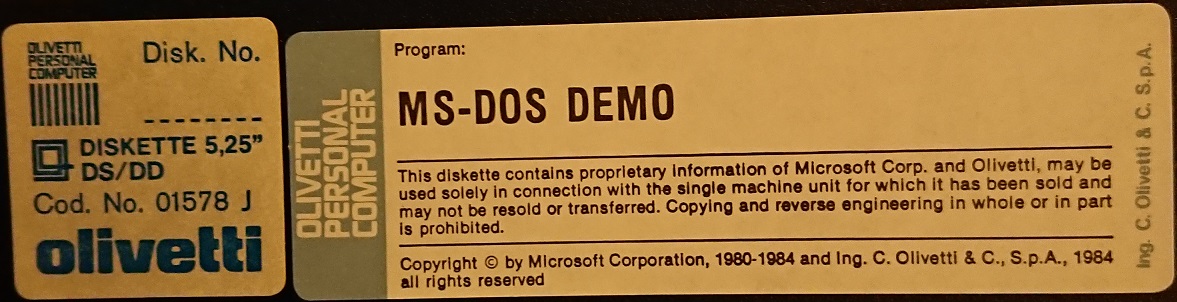 OLIVETTI
PERSONAL
COMPUTER
Disk. No.
--------
DISKETTE 5,25”
DS/DD
Cod. No. 01578 J
olivetti
OLIVETTI
PERSONAL
COMPUTER
Program:
MS-DOS DEMO
This diskette contains proprietary information of Microsoft Corp. and Olivetti, may be
used solely in connection with the single machine unit for which it has been sold and
may not be resold or transferred. Copying and reverse engineering in whole or in part
is prohibited.
Copyright © by Microsoft Corporation, 1980-1984 and Ing. C. Olivetti & C., S.p.A., 1984
all rights reserved
Ing. C. Olivetti & C. S.p.A.